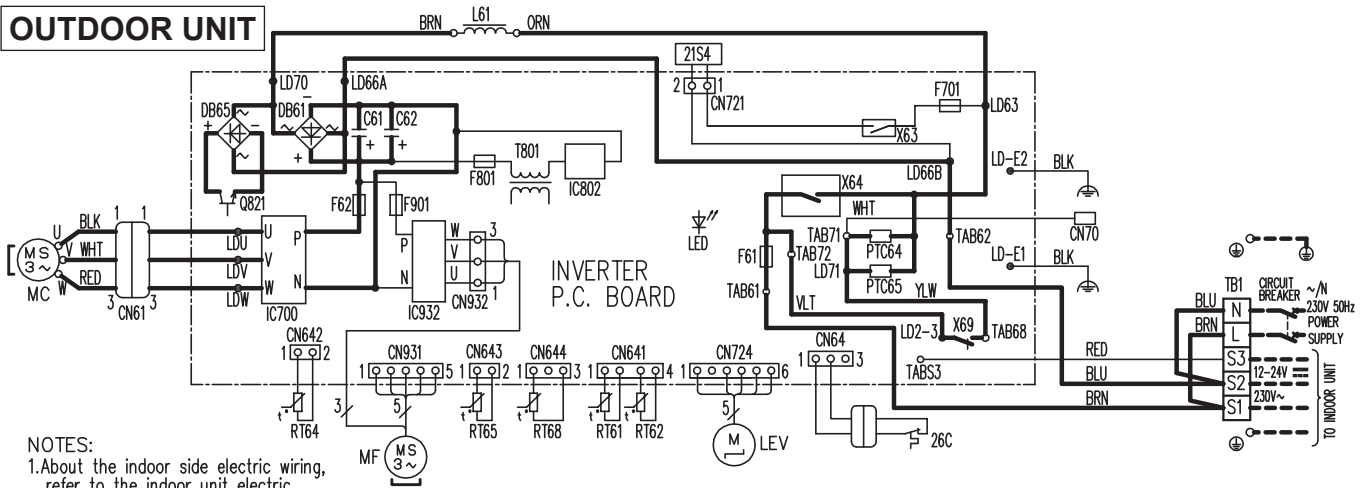 OUTDOOR UNIT
BRN L61 ORN
21S4
2 1
CN721
LD70 LD66A
DB65 DB61 C61 C62
F701 LD63
X63
T801
F801 IC802
LD66B
LD-E2 BLK
X64
Q821
F62 F901
WHT
LED
TAB71 PTC64
TAB62
CN70
F61 TAB72
LD71 PTC65
LD-E1 BLK
TAB61
VLT YLW
LD2-3 X69 TAB68
U BLK 1 1
V WHT
W RED
3 3
MS
3~
MC
CN61
LDU
LDV
LDW
U P
V
W N
IC700
P W
V
N U
IC932
3
1
CN932
INVERTER
P.C. BOARD
TB1
CIRCUIT
BREAKER
~/N
230V 50Hz
POWER
SUPPLY
BLU N
BRN L
RED S3 12-24V
BLU S2 230V~
BRN S1
TO INDOOR UNIT
TABS3
CN642
1 2
CN931
1 5
CN643
1 2
CN644
1 3
CN641
1 4
CN724
1 6
CN64
1 3
t° RT64
3 5
t° RT65
t° RT68
t° RT61 t° RT62
5
M
LEV
26C
MF
MS
3~
NOTES:
1.About the indoor side electric wiring,
refer to the indoor unit electric